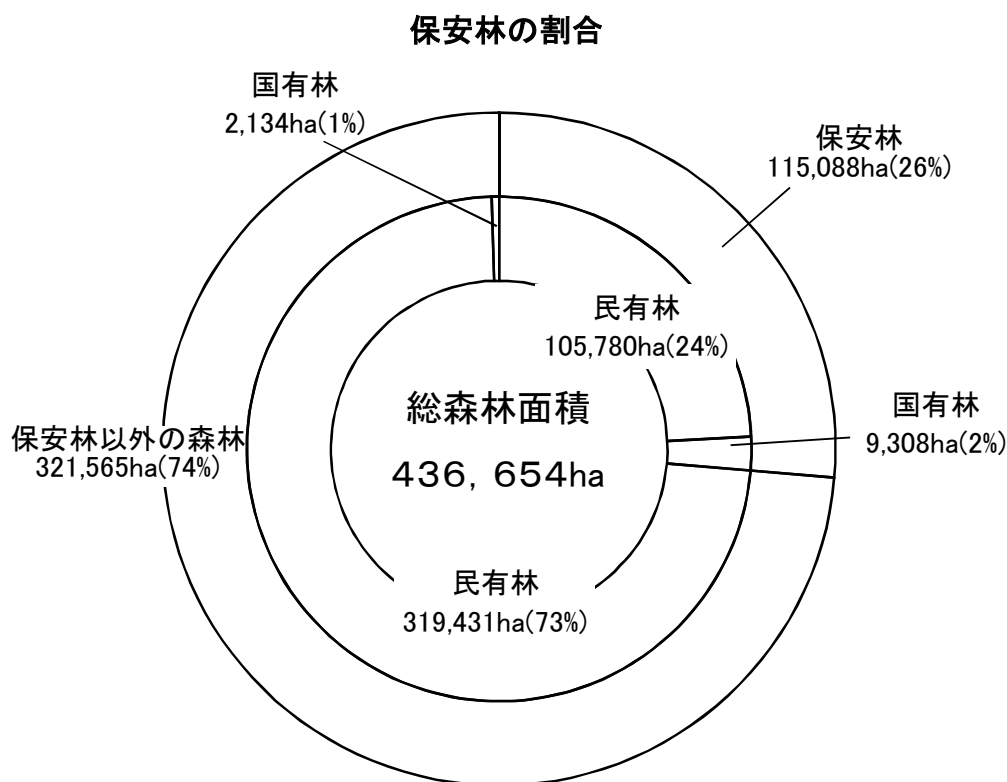 保安林の割合
国有林
2,134ha(1%)
保安林
115,088ha(26%)
民有林
105,780ha(24%)
国有林
9,308ha(2%)
総森林面積
436，654ha
保安林以外の森林
321,565ha(74%)
民有林
319,431ha(73%)